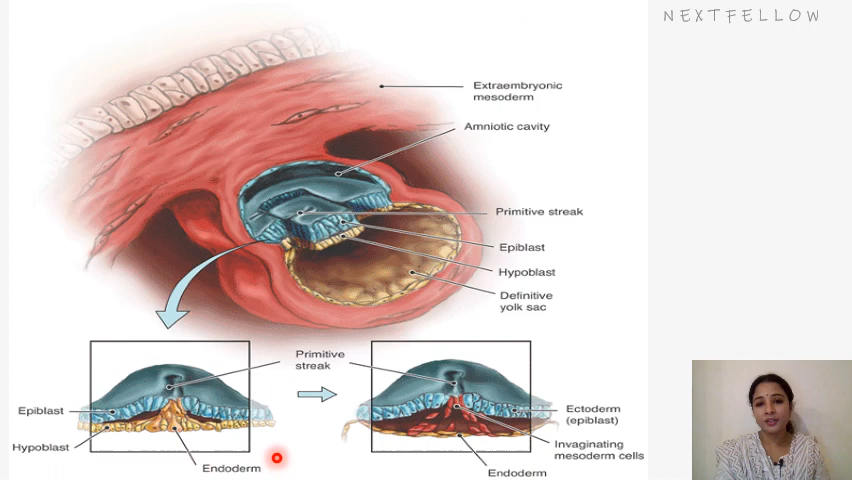 NEXTFELLOW
Extraembryonic
mesoderm
Amniotic cavity
Primitive streak
Epiblast
Hypoblast
Definitive
yolk sac
Primitive
streak
Epiblast
Hypoblast
Endoderm
Ectoderm
(epiblast)
Invaginating
mesoderm cells
Endoderm